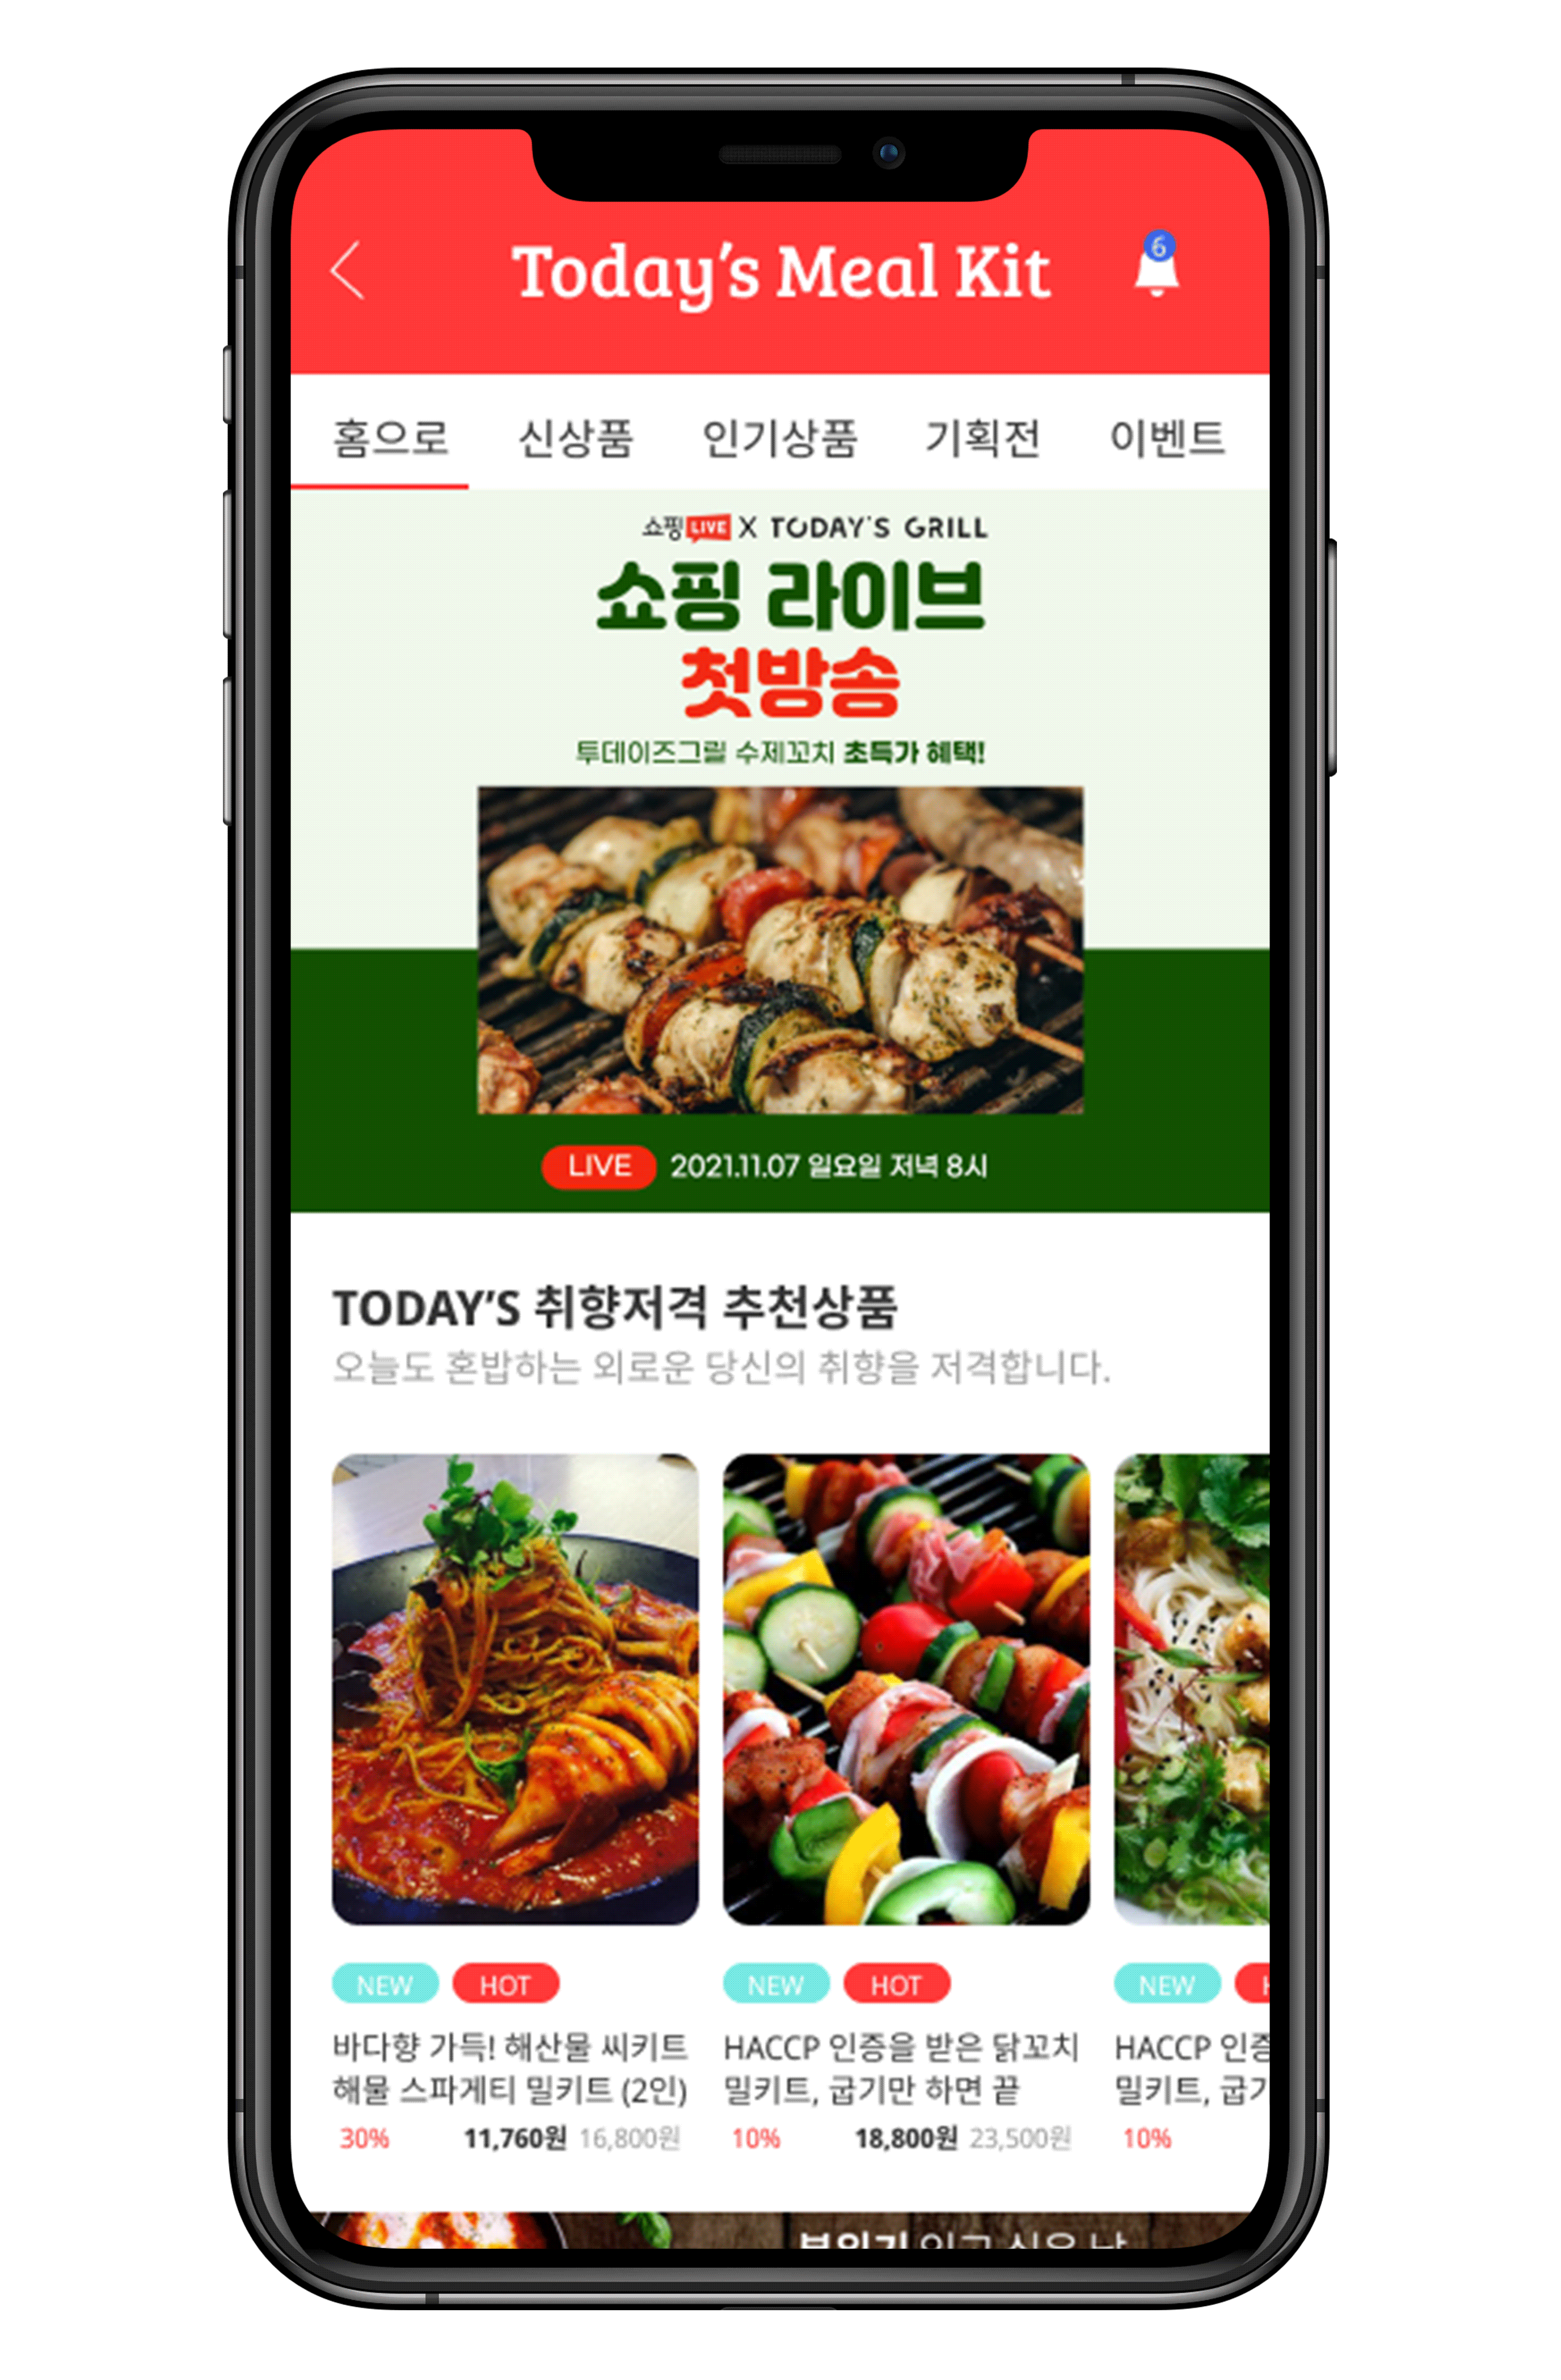 Today's Meal Kit
6
홈으로 신상품 인기상품 기획전 이벤트
쇼핑LIVE X TODAY'S GRILL
쇼핑 라이브
첫방송
투데이즈그릴 수제꼬치 초득가 혜택!
LIVE 2021.11.07 일요일 저녁 8시
TODAY'S 취향저격 추천상품
오늘도 혼밥하는 외로운 당신의 취향을 저격합니다.
NEW HOT
바다향 가득! 해산물 씨키트
해물 스파게티 밀키트 (2인)
30% 11,760원 16,800원
NEW HOT
HACCP 인증을 받은 닭꼬치
밀키트, 굽기만 하면 끝
10% 18,800원 23,500원
NEW
HACCP 인증
밀키트, 굽기
10%